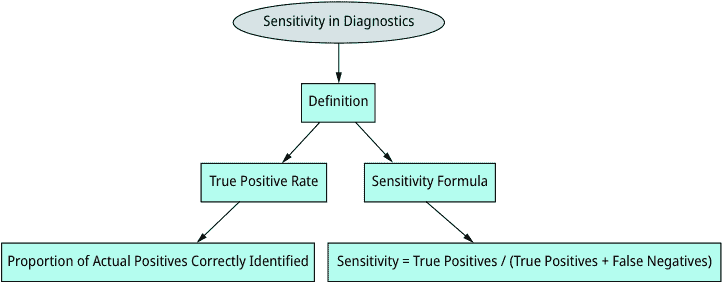 Sensitivity in Diagnostics
Definition
True Positive Rate
Sensitivity Formula
Proportion of Actual Positives Correctly Identified
Sensitivity = True Positives / (True Positives + False Negatives)